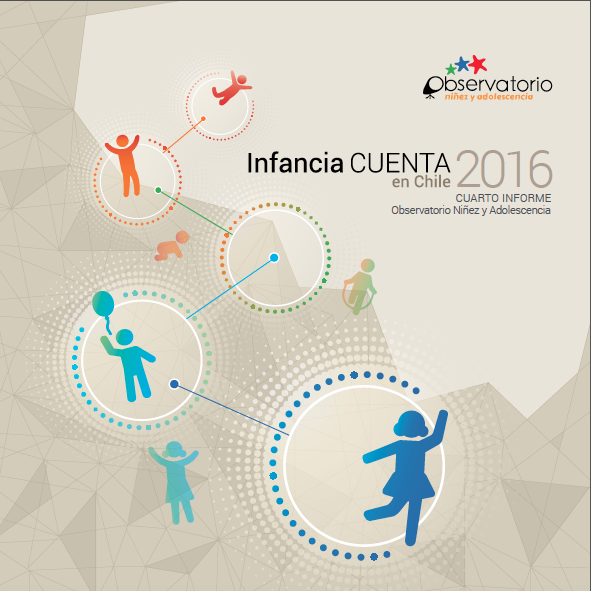 Observatorio
niñez y adolescencia
Infancia CUENTA 2016
en Chile
CUARTO INFORME
Observatorio Niñez y Adolescencia